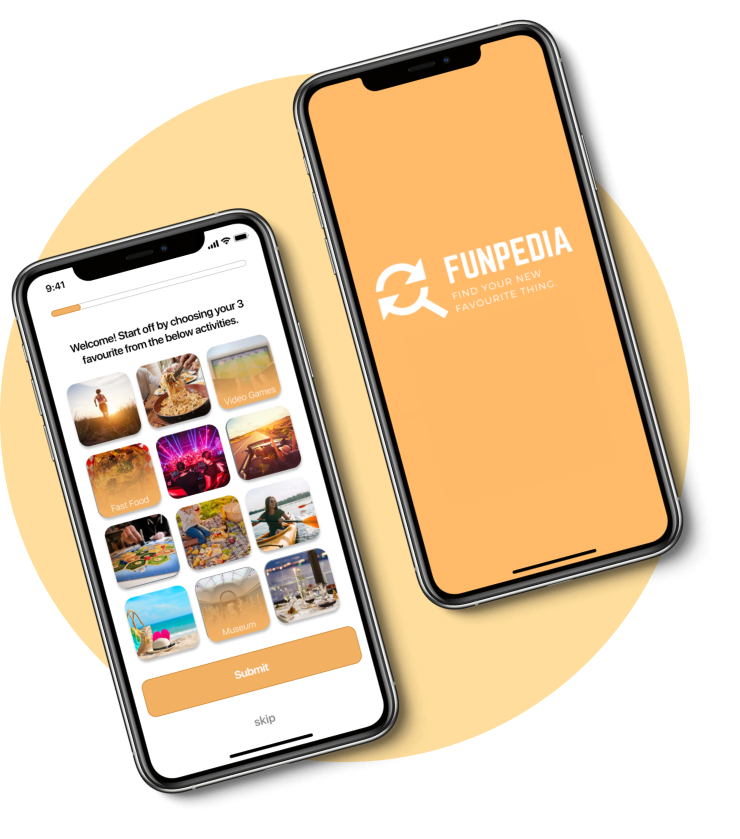 9:41
Welcome! Start off by choosing your 3
favourite from the below activities.
Video Games
Fast Food
Museum
Submit
skip
FUNPEDIA
FIND YOUR NEW
FAVOURITE THING.